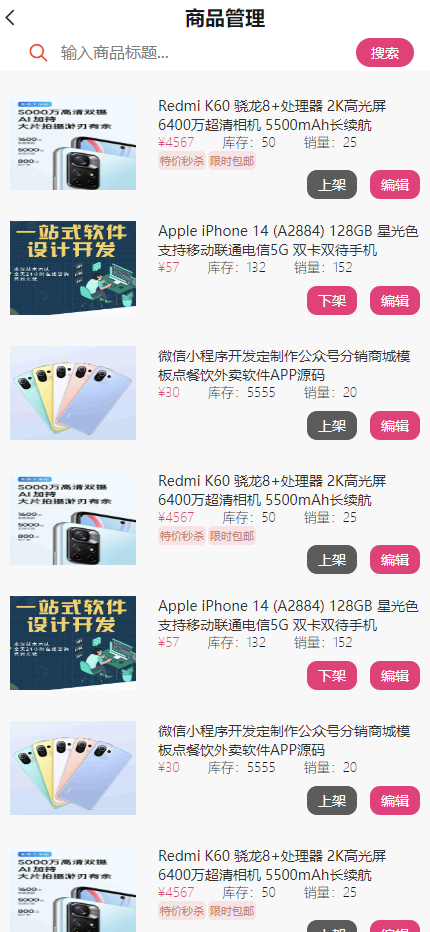 商品管理
输入商品标题...
搜索
5000万高清双摄
AI 加持
大片拍摄游刃有余
Redmi K60 骁龙8+处理器 2K高光屏
6400万超清相机 5500mAh长续航
¥4567 库存：50 销量：25
特价秒杀 限时包邮
上架 编辑
一站式软件
设计开发
Apple iPhone 14 (A2884) 128GB 星光色
支持移动联通电信5G 双卡双待手机
¥57 库存：132 销量：152
下架 编辑
微信小程序开发定制作公众号分销商城模
板点餐饮外卖软件APP源码
¥30 库存：5555 销量：20
上架 编辑
5000万高清双摄
AI 加持
大片拍摄游刃有余
Redmi K60 骁龙8+处理器 2K高光屏
6400万超清相机 5500mAh长续航
¥4567 库存：50 销量：25
特价秒杀 限时包邮
上架 编辑
一站式软件
设计开发
Apple iPhone 14 (A2884) 128GB 星光色
支持移动联通电信5G 双卡双待手机
¥57 库存：132 销量：152
下架 编辑
微信小程序开发定制作公众号分销商城模
板点餐饮外卖软件APP源码
¥30 库存：5555 销量：20
上架 编辑
5000万高清双摄
AI 加持
大片拍摄游刃有余
Redmi K60 骁龙8+处理器 2K高光屏
6400万超清相机 5500mAh长续航
¥4567 库存：50 销量：25
特价秒杀 限时包邮
上架 编辑